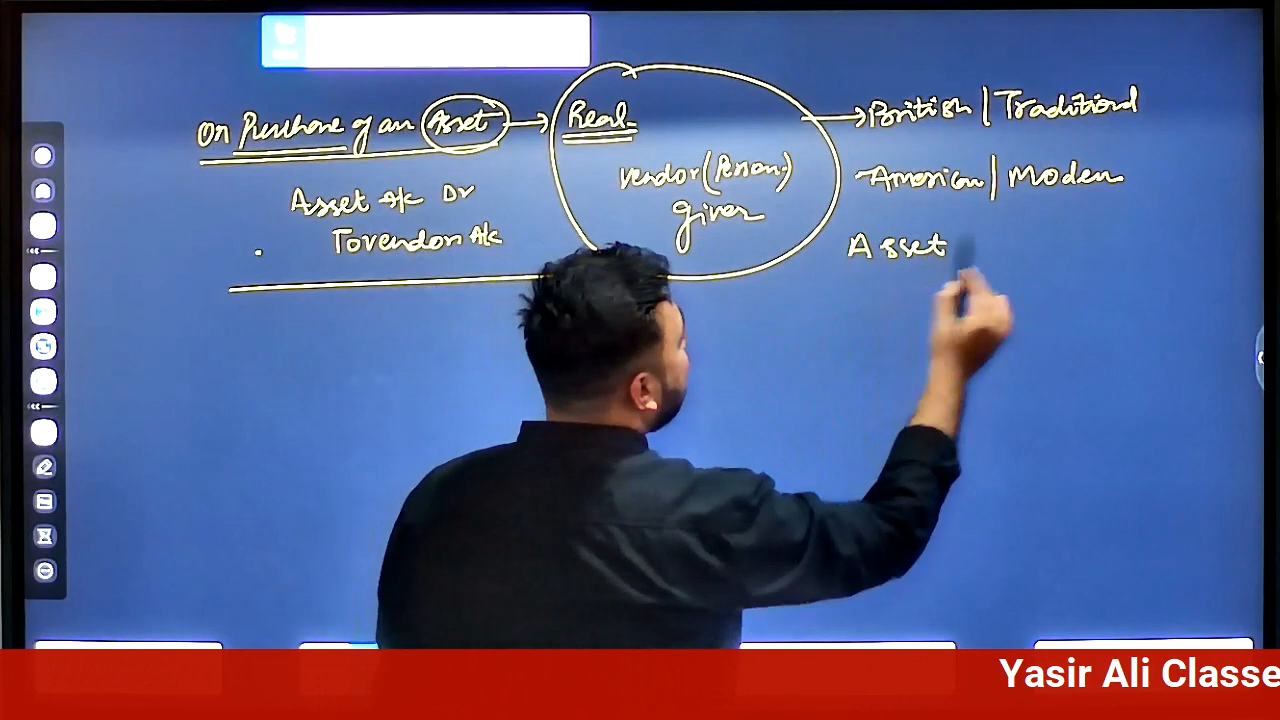 On Purchase of an Asset → Real
Asset A/c Dr
To vendor A/c
vendor (Person)
giver
→ British | Traditional
American | Modern
Asset
Yasir Ali Classe